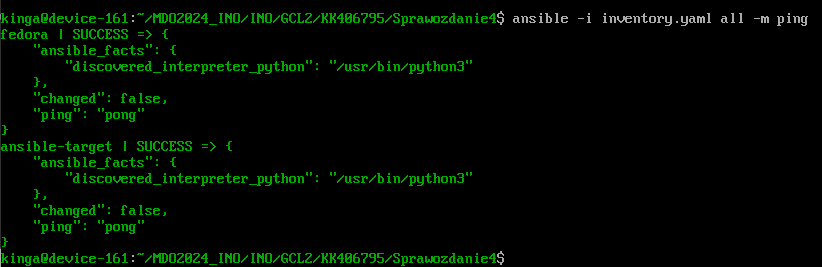 kinga@device-161:~/MDO2024_INO/INO/GCL2/KK406795/Sprawozdanie4$ ansible -i inventory.yaml all -m ping
fedora | SUCCESS => {
    "ansible_facts": {
        "discovered_interpreter_python": "/usr/bin/python3"
    },
    "changed": false,
    "ping": "pong"
}
ansible-target | SUCCESS => {
    "ansible_facts": {
        "discovered_interpreter_python": "/usr/bin/python3"
    },
    "changed": false,
    "ping": "pong"
}
kinga@device-161:~/MDO2024_INO/INO/GCL2/KK406795/Sprawozdanie4$